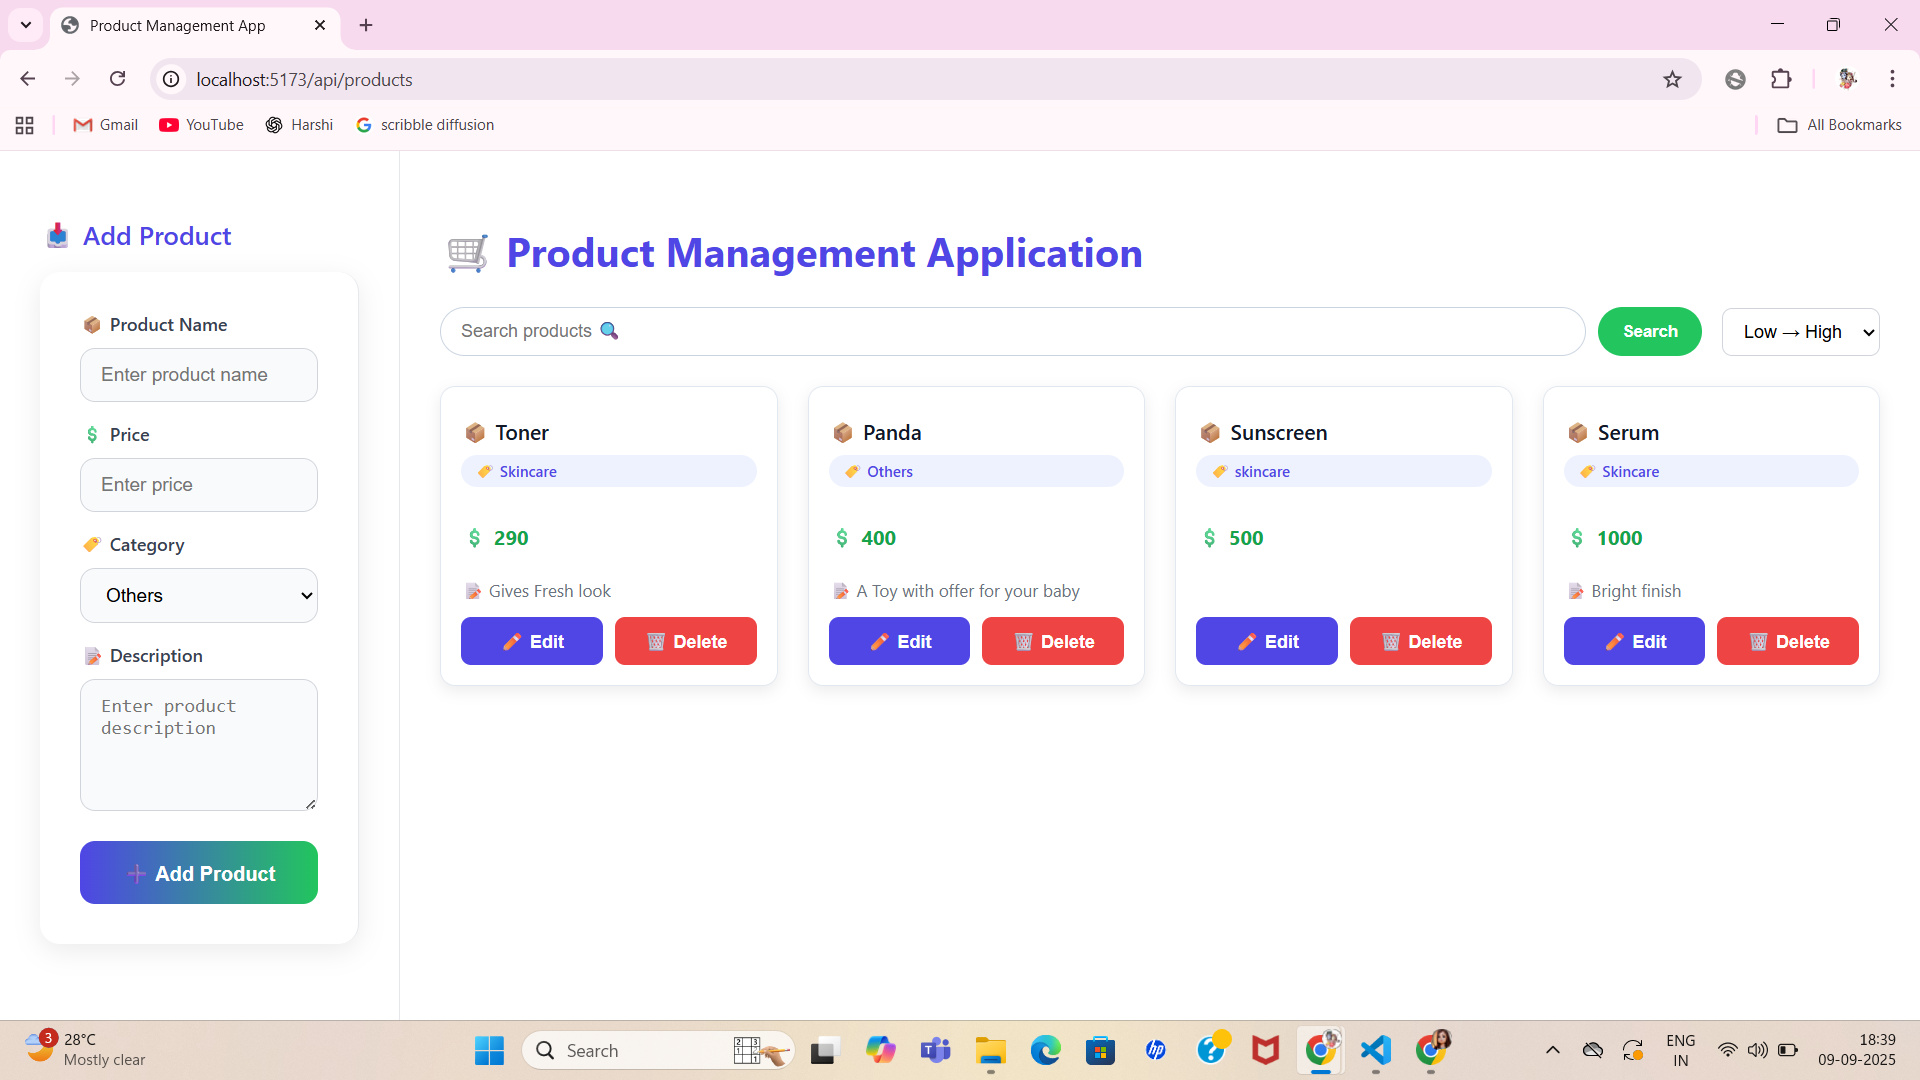 Product Management App
localhost:5173/api/products
Gmail
YouTube
Harshi
scribble diffusion
All Bookmarks
Add Product
Product Name
Enter product name
Price
Enter price
Category
Others
Description
Enter product
description
Add Product
Product Management Application
Search products
Search
Low → High
Toner
Skincare
290
Gives Fresh look
Edit
Delete
Panda
Others
400
A Toy with offer for your baby
Edit
Delete
Sunscreen
skincare
500
Edit
Delete
Serum
Skincare
1000
Bright finish
Edit
Delete
3
28°C
Mostly clear
Search
ENG
IN
18:39
09-09-2025